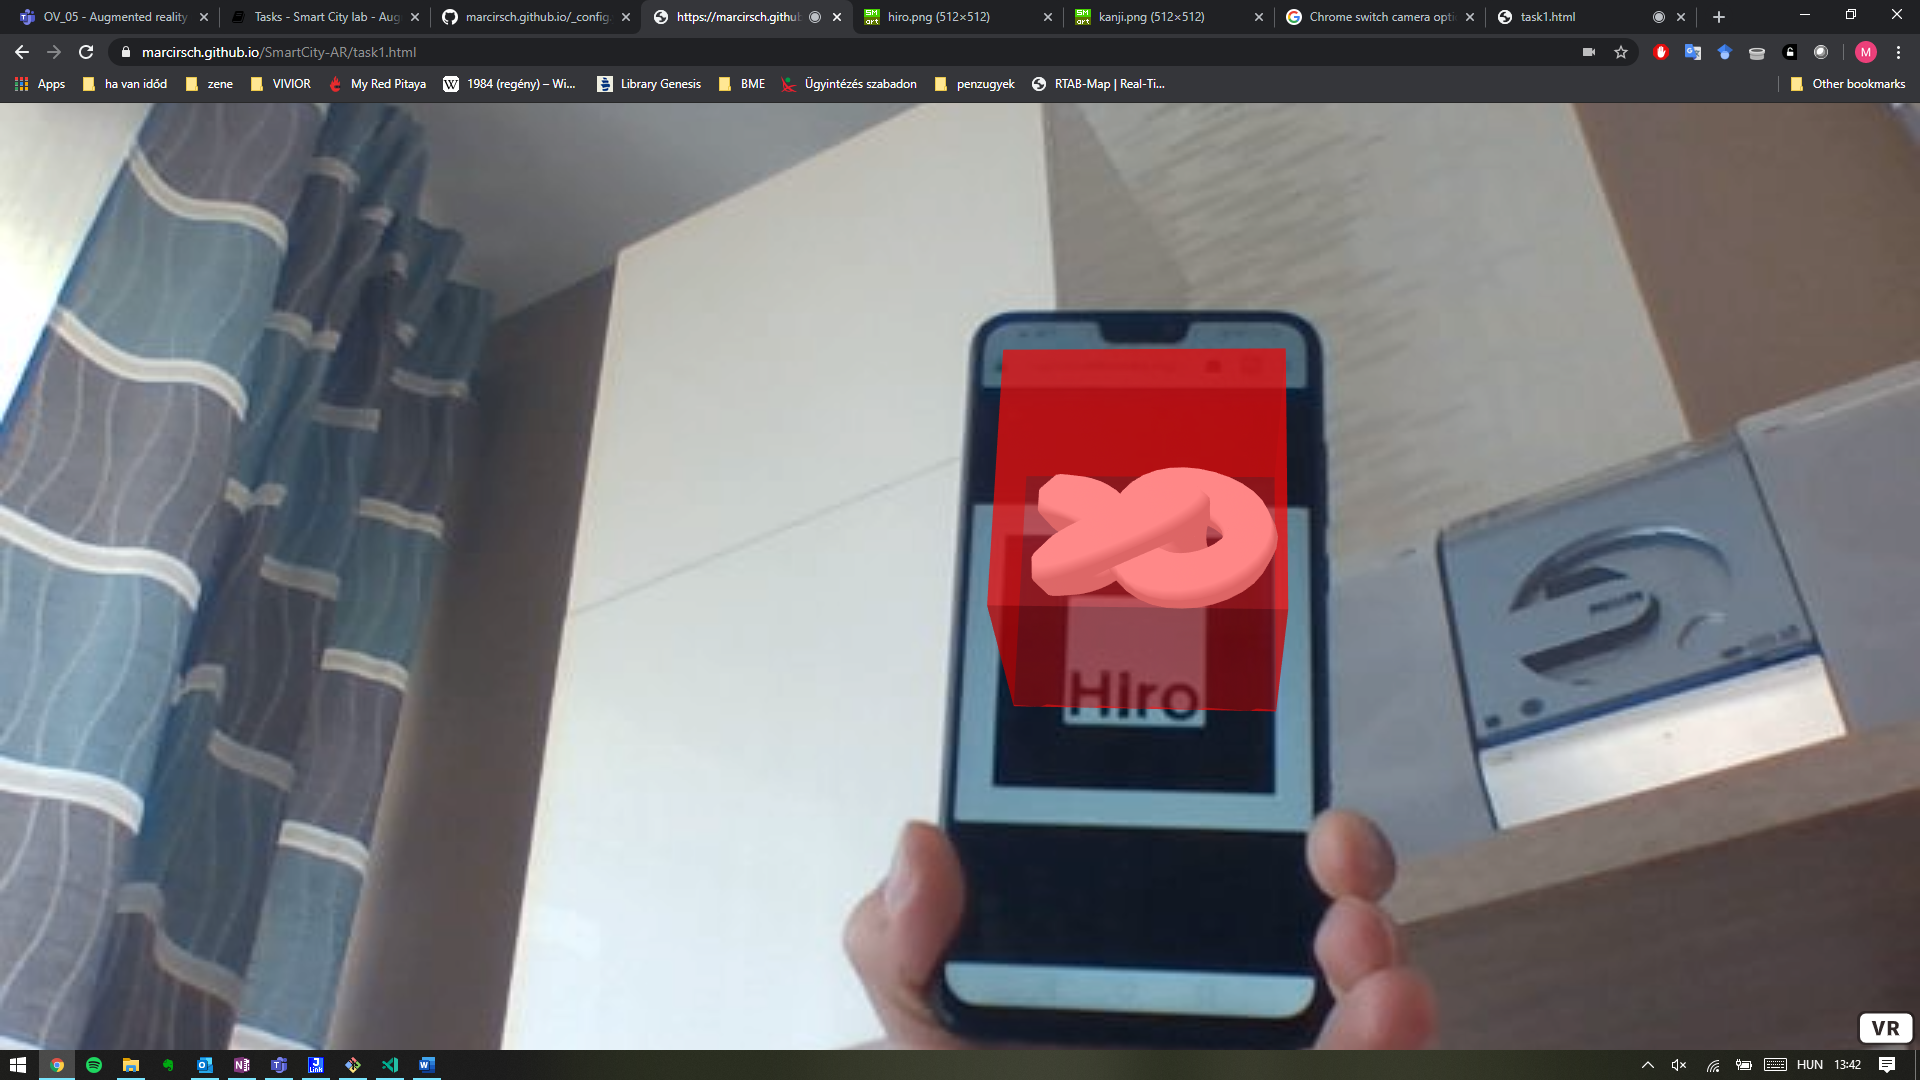 OV_05 - Augmented reality
Tasks - Smart City lab - Aug
marcirsch.github.io/_config
https://marcirsch.githu
hiro.png (512×512)
kanji.png (512×512)
Chrome switch camera opti
task1.html
marcirsch.github.io/SmartCity-AR/task1.html
M
Apps
ha van időd
zene
VIVIOR
My Red Pitaya
W
1984 (regény) – Wi...
Library Genesis
BME
Ügyintézés szabadon
penzugyek
RTAB-Map | Real-Ti...
Other bookmarks
Hiro
PHILIPS
VR
HUN
13:42